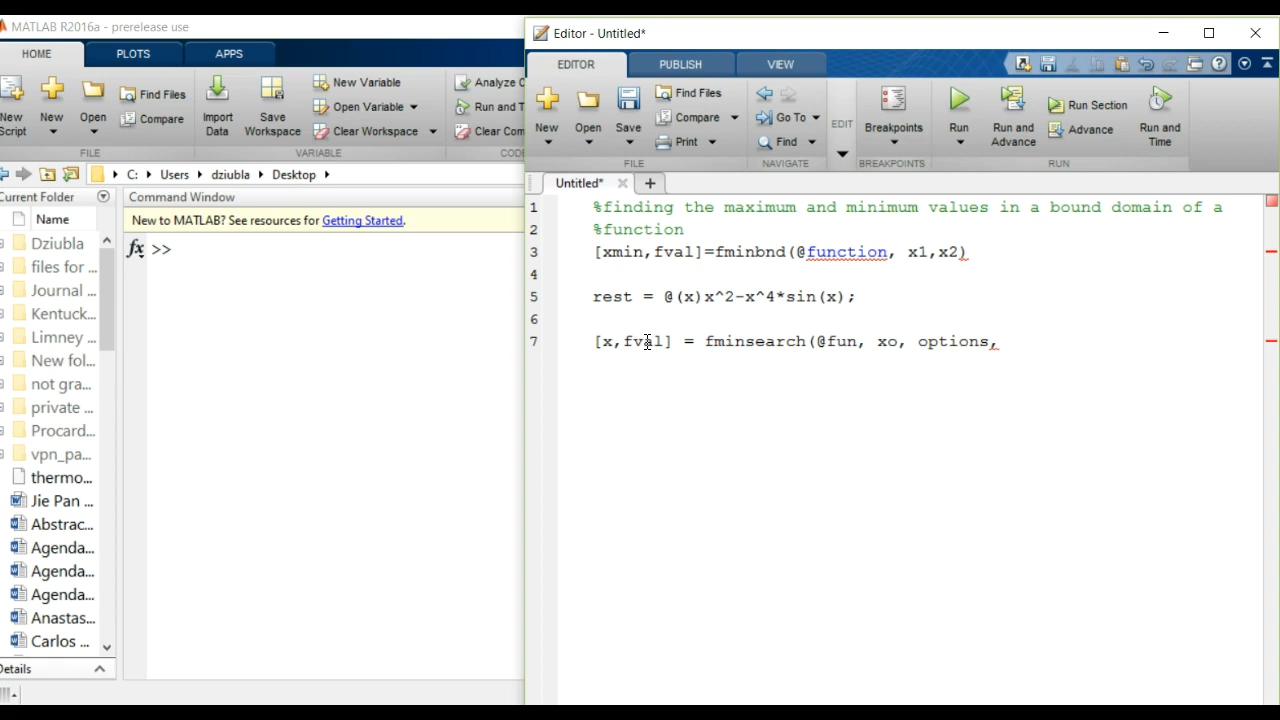 MATLAB R2016a - prerelease use
HOME PLOTS APPS
New Script
New
Open
Find Files
Compare
Import Data
Save Workspace
New Variable
Open Variable
Clear Workspace
Analyze C
Run and T
Clear Com
FILE VARIABLE CODE
C: Users dziubla Desktop
Current Folder
Name
Dziubla
files for ...
Journal ...
Kentuck...
Limney ...
New fol...
not gra...
private ...
Procard...
vpn_pa...
thermo...
Jie Pan ...
Abstrac...
Agenda...
Agenda...
Agenda...
Anastas...
Carlos ...
Details
Command Window
New to MATLAB? See resources for Getting Started.
fx >>
Editor - Untitled*
EDITOR PUBLISH VIEW
New
Open
Save
Find Files
Compare
Print
Go To
Find
EDIT
Breakpoints
Run
Run and Advance
Run Section
Advance
Run and Time
FILE NAVIGATE BREAKPOINTS RUN
Untitled* +
1 %finding the maximum and minimum values in a bound domain of a
2 %function
3 [xmin,fval]=fminbnd(@function, x1,x2)
4
5 rest = @(x)x^2-x^4*sin(x);
6
7 [x,fval] = fminsearch(@fun, xo, options,